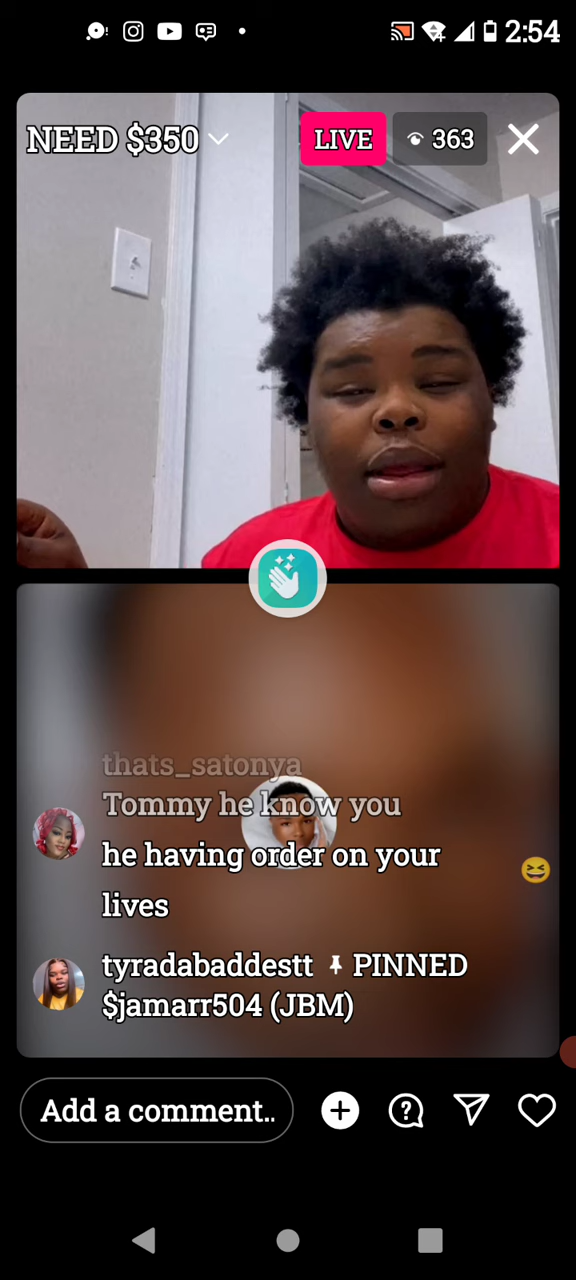 2:54
NEED $350
LIVE
363
thats_satonya
Tommy he know you
he having order on your
lives
tyradabaddestt PINNED
$jamarr504 (JBM)
Add a comment..